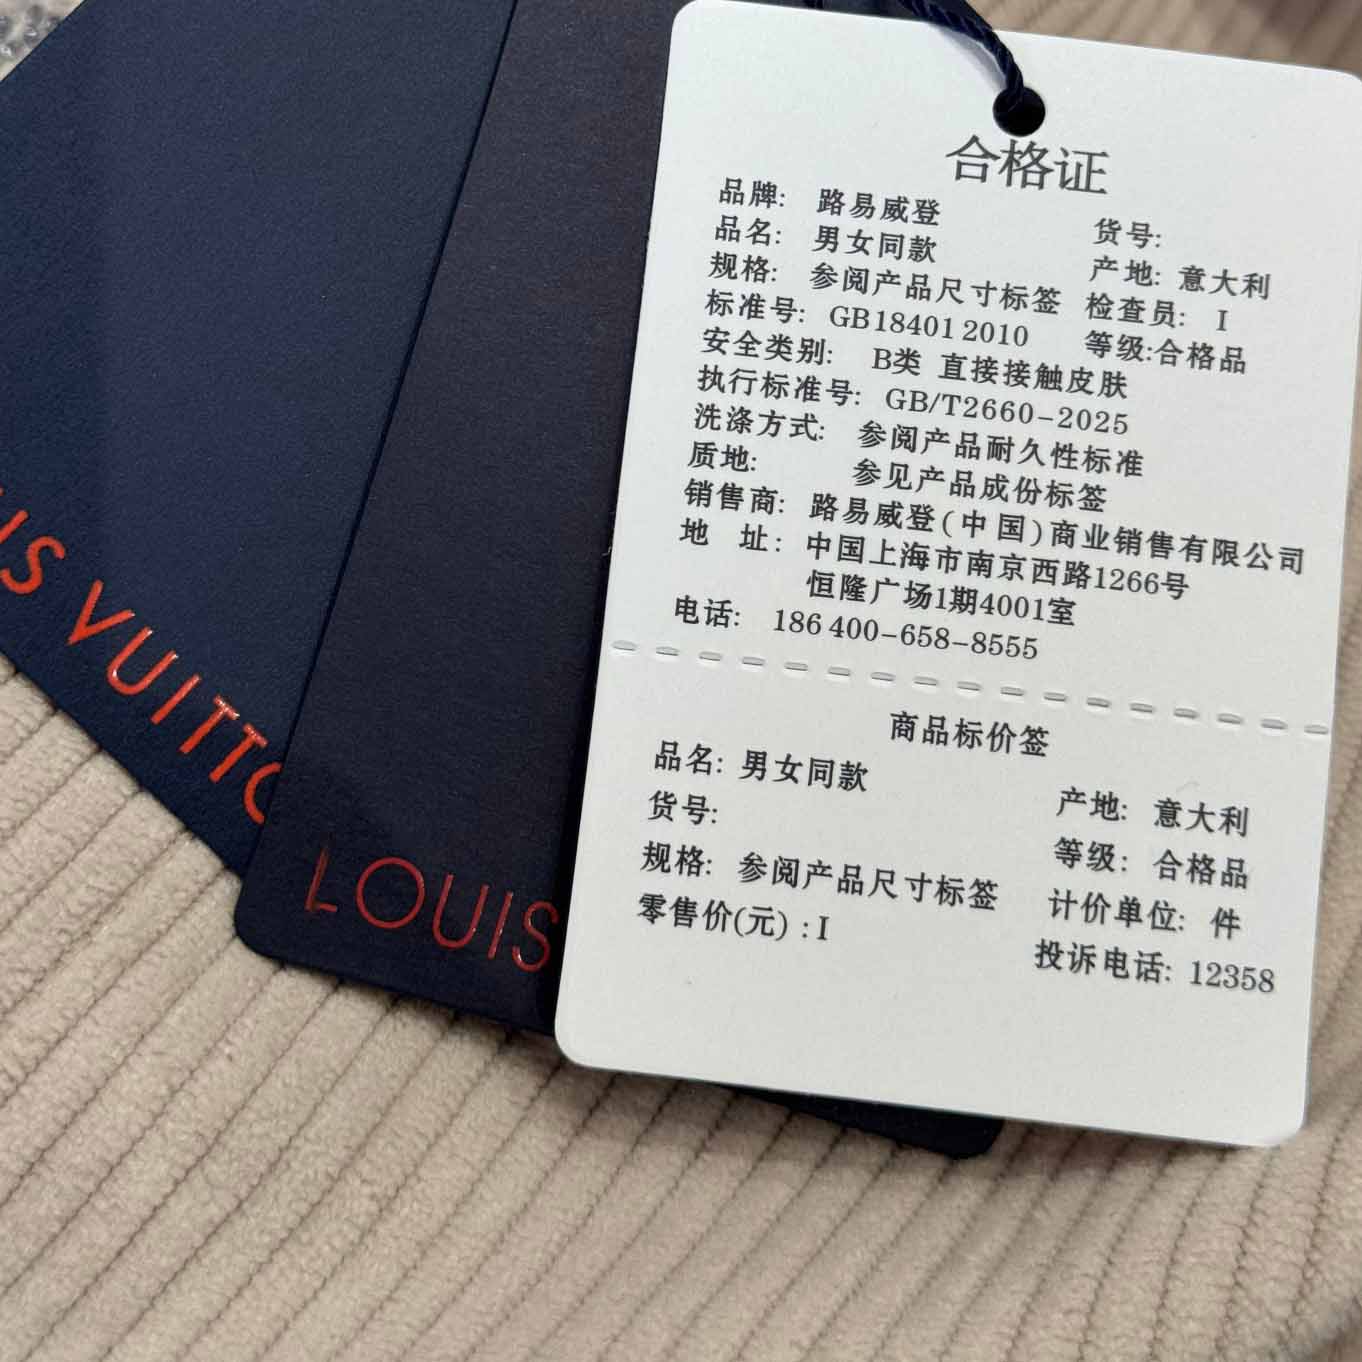 合格证
品牌: 路易威登
货号:
品名: 男女同款
产地: 意大利
规格: 参阅产品尺寸标签
检查员: I
标准号: GB18401 2010
等级:合格品
安全类别: B类 直接接触皮肤
执行标准号: GB/T2660-2025
洗涤方式: 参阅产品耐久性标准
质地: 参见产品成份标签
销售商: 路易威登(中国)商业销售有限公司
地 址: 中国上海市南京西路1266号
恒隆广场1期4001室
电话: 186 400-658-8555
商品标价签
品名: 男女同款
产地: 意大利
货号:
等级: 合格品
规格: 参阅产品尺寸标签
计价单位: 件
零售价(元) :I
投诉电话: 12358
UIS VUITTO
LOUIS